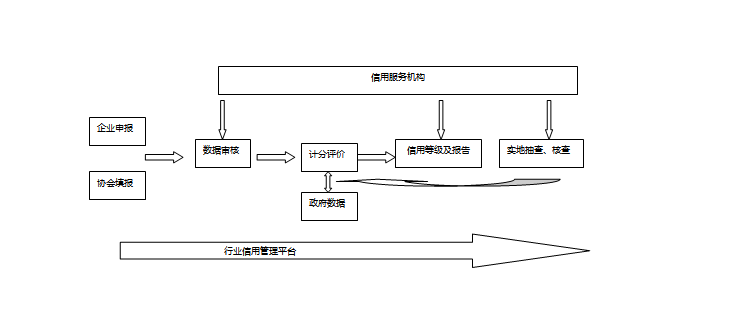 信用服务机构
企业申报
数据审核
计分评价
信用等级及报告
实地抽查、核查
协会填报
政府数据
行业信用管理平台